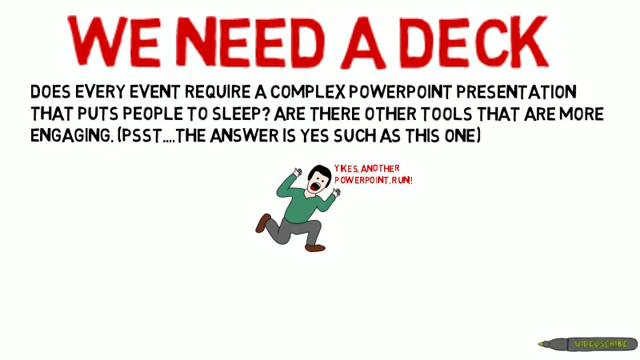 WE NEED A DECK
DOES EVERY EVENT REQUIRE A COMPLEX POWERPOINT PRESENTATION
THAT PUTS PEOPLE TO SLEEP? ARE THERE OTHER TOOLS THAT ARE MORE
ENGAGING. (PSST....THE ANSWER IS YES SUCH AS THIS ONE)
YIKES, ANOTHER
POWERPOINT. RUN!
VIDEOSCRIBE